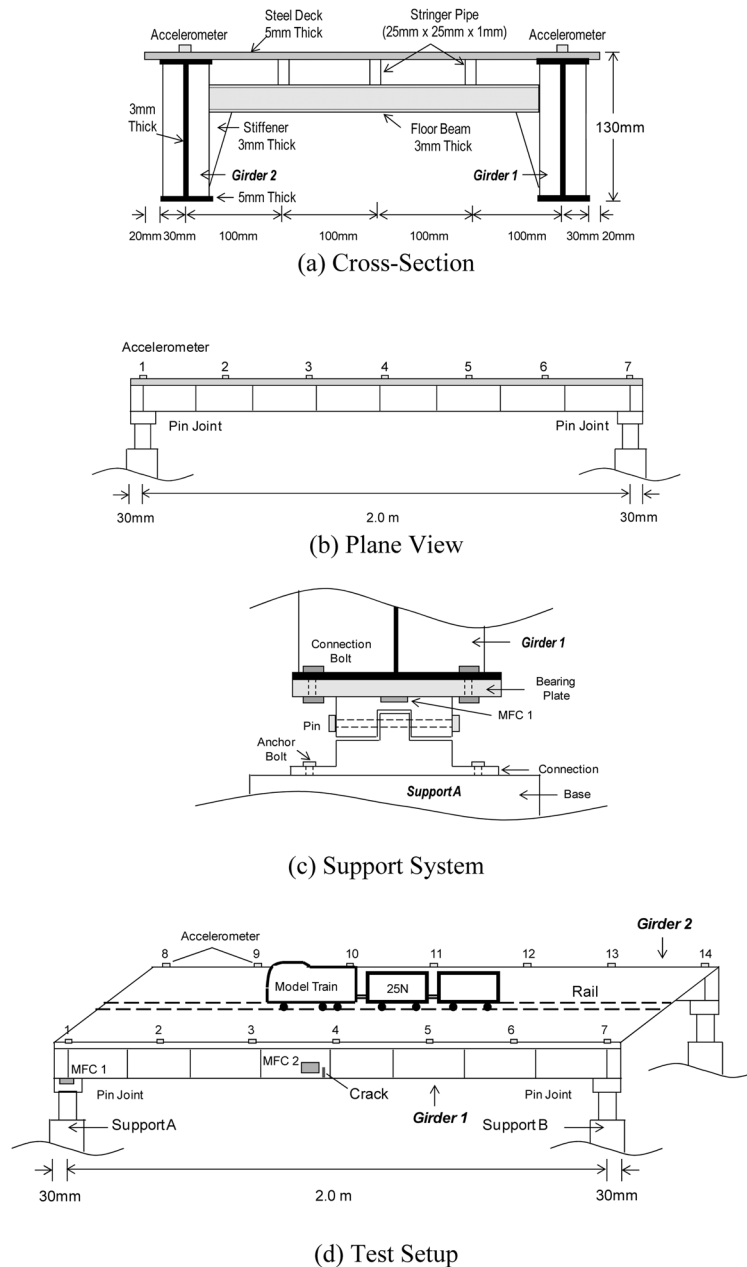 Steel Deck
5mm Thick
Stringer Pipe
(25mm x 25mm x 1mm)
Accelerometer
Accelerometer
3mm
Thick
Stiffener
3mm Thick
Floor Beam
3mm Thick
130mm
Girder 2
Girder 1
5mm Thick
20mm 30mm 100mm 100mm 100mm 100mm 30mm 20mm
(a) Cross-Section
Accelerometer
1 2 3 4 5 6 7
Pin Joint Pin Joint
30mm 2.0 m 30mm
(b) Plane View
Girder 1
Connection
Bolt
Bearing
Plate
MFC 1
Pin
Anchor
Bolt
Connection
Support A
Base
(c) Support System
Girder 2
Accelerometer
8 9 10 11 12 13 14
Model Train 25N Rail
1 2 3 4 5 6 7
MFC 1 MFC 2
Crack
Pin Joint Pin Joint
Girder 1
Support A Support B
30mm 2.0 m 30mm
(d) Test Setup